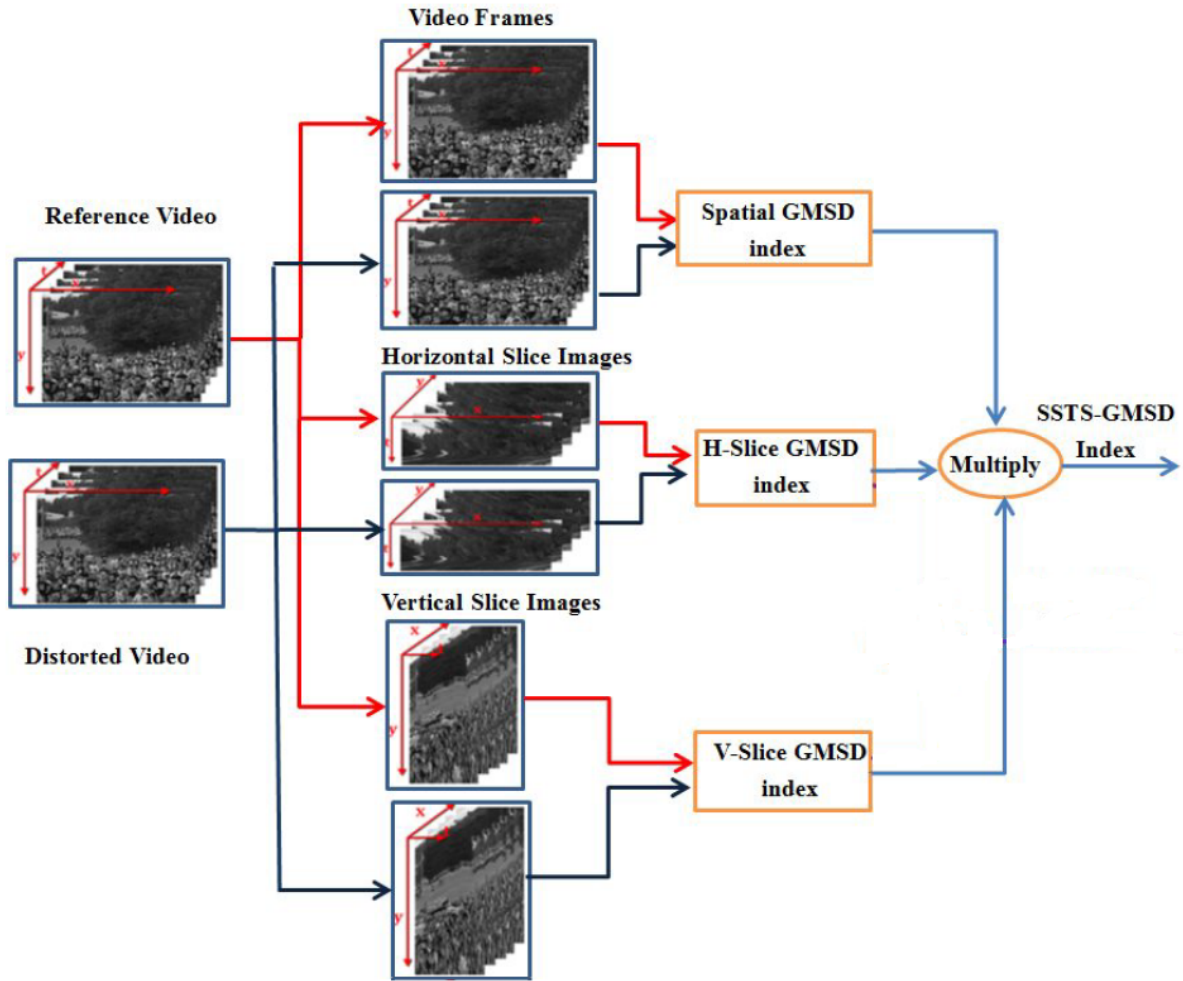 Video Frames
t
x
y
t
x
y
Reference Video
t
x
y
Spatial GMSD
index
Horizontal Slice Images
y
x
t
y
x
t
H-Slice GMSD
index
Multiply
SSTS-GMSD
Index
t
x
y
Distorted Video
Vertical Slice Images
x
t
y
x
t
y
V-Slice GMSD
index